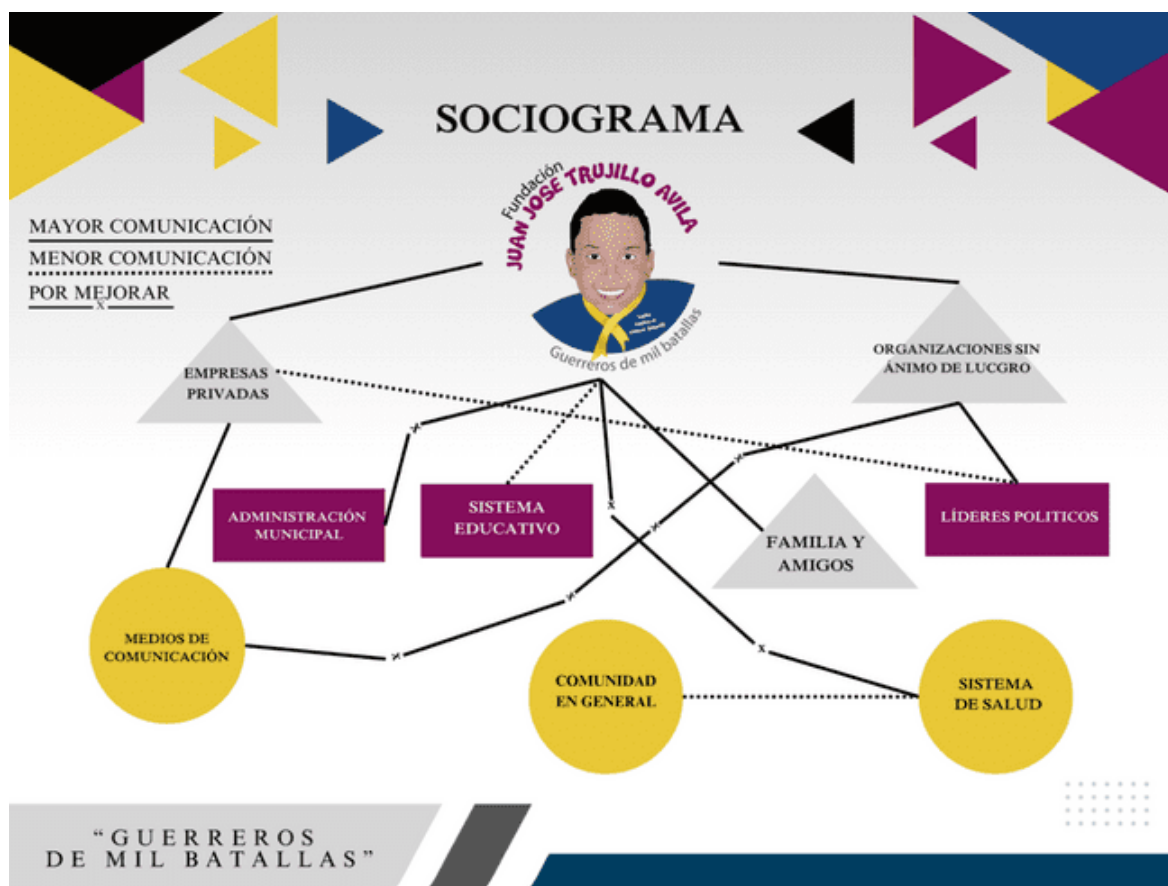 SOCIOGRAMA
Fundación
JUAN JOSE TRUJILLO AVILA
Guerreros de mil batallas
MAYOR COMUNICACIÓN
MENOR COMUNICACIÓN
POR MEJORAR
x
EMPRESAS
PRIVADAS
ORGANIZACIONES SIN
ÁNIMO DE LUCGRO
ADMINISTRACIÓN
MUNICIPAL
SISTEMA
EDUCATIVO
FAMILIA Y
AMIGOS
LÍDERES POLITICOS
MEDIOS DE
COMUNICACIÓN
COMUNIDAD
EN GENERAL
SISTEMA
DE SALUD
“GUERREROS
DE MIL BATALLAS”